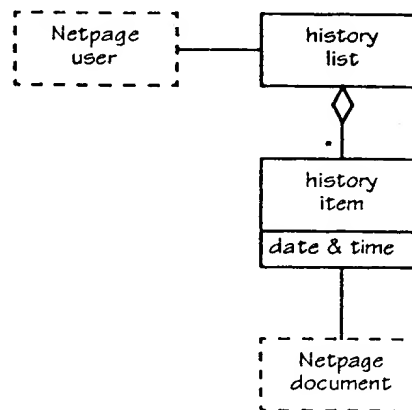 Netpage
user
history
list
*
history
item
date & time
Netpage
document